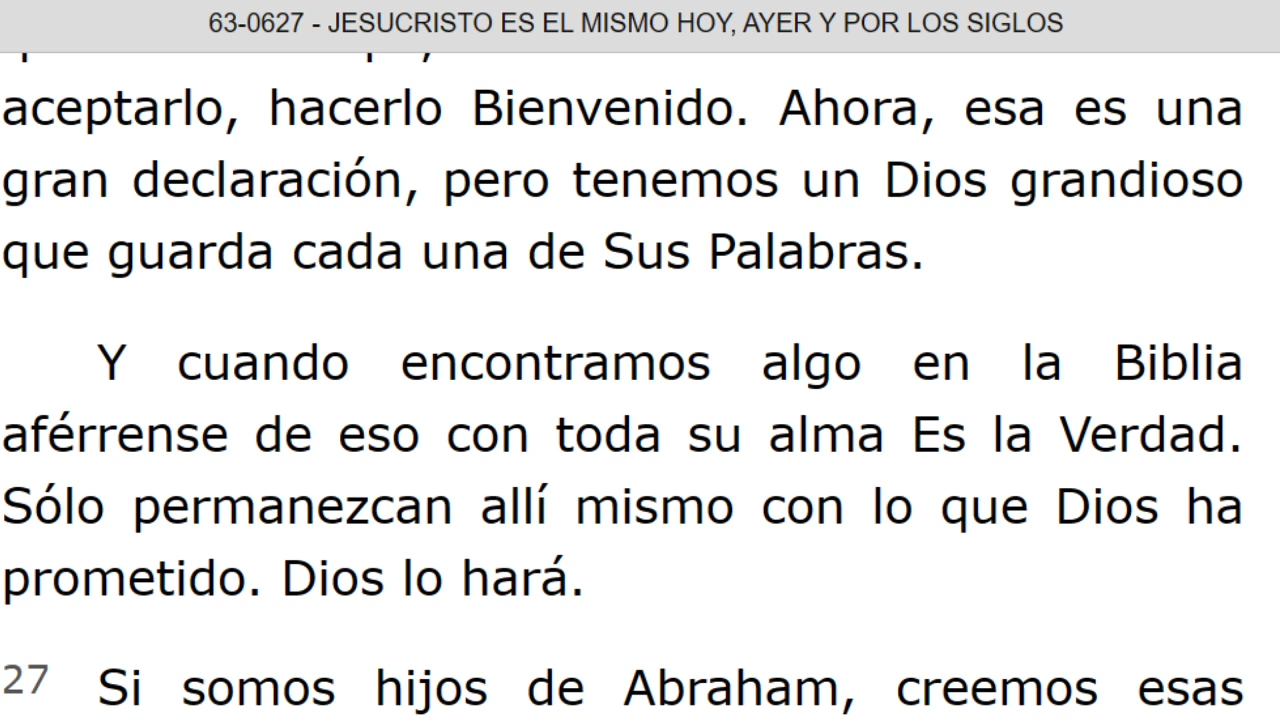 63-0627 - JESUCRISTO ES EL MISMO HOY, AYER Y POR LOS SIGLOS
aceptarlo, hacerlo Bienvenido. Ahora, esa es una
gran declaración, pero tenemos un Dios grandioso
que guarda cada una de Sus Palabras.
Y cuando encontramos algo en la Biblia
aférrense de eso con toda su alma Es la Verdad.
Sólo permanezcan allí mismo con lo que Dios ha
prometido. Dios lo hará.
27 Si somos hijos de Abraham, creemos esas